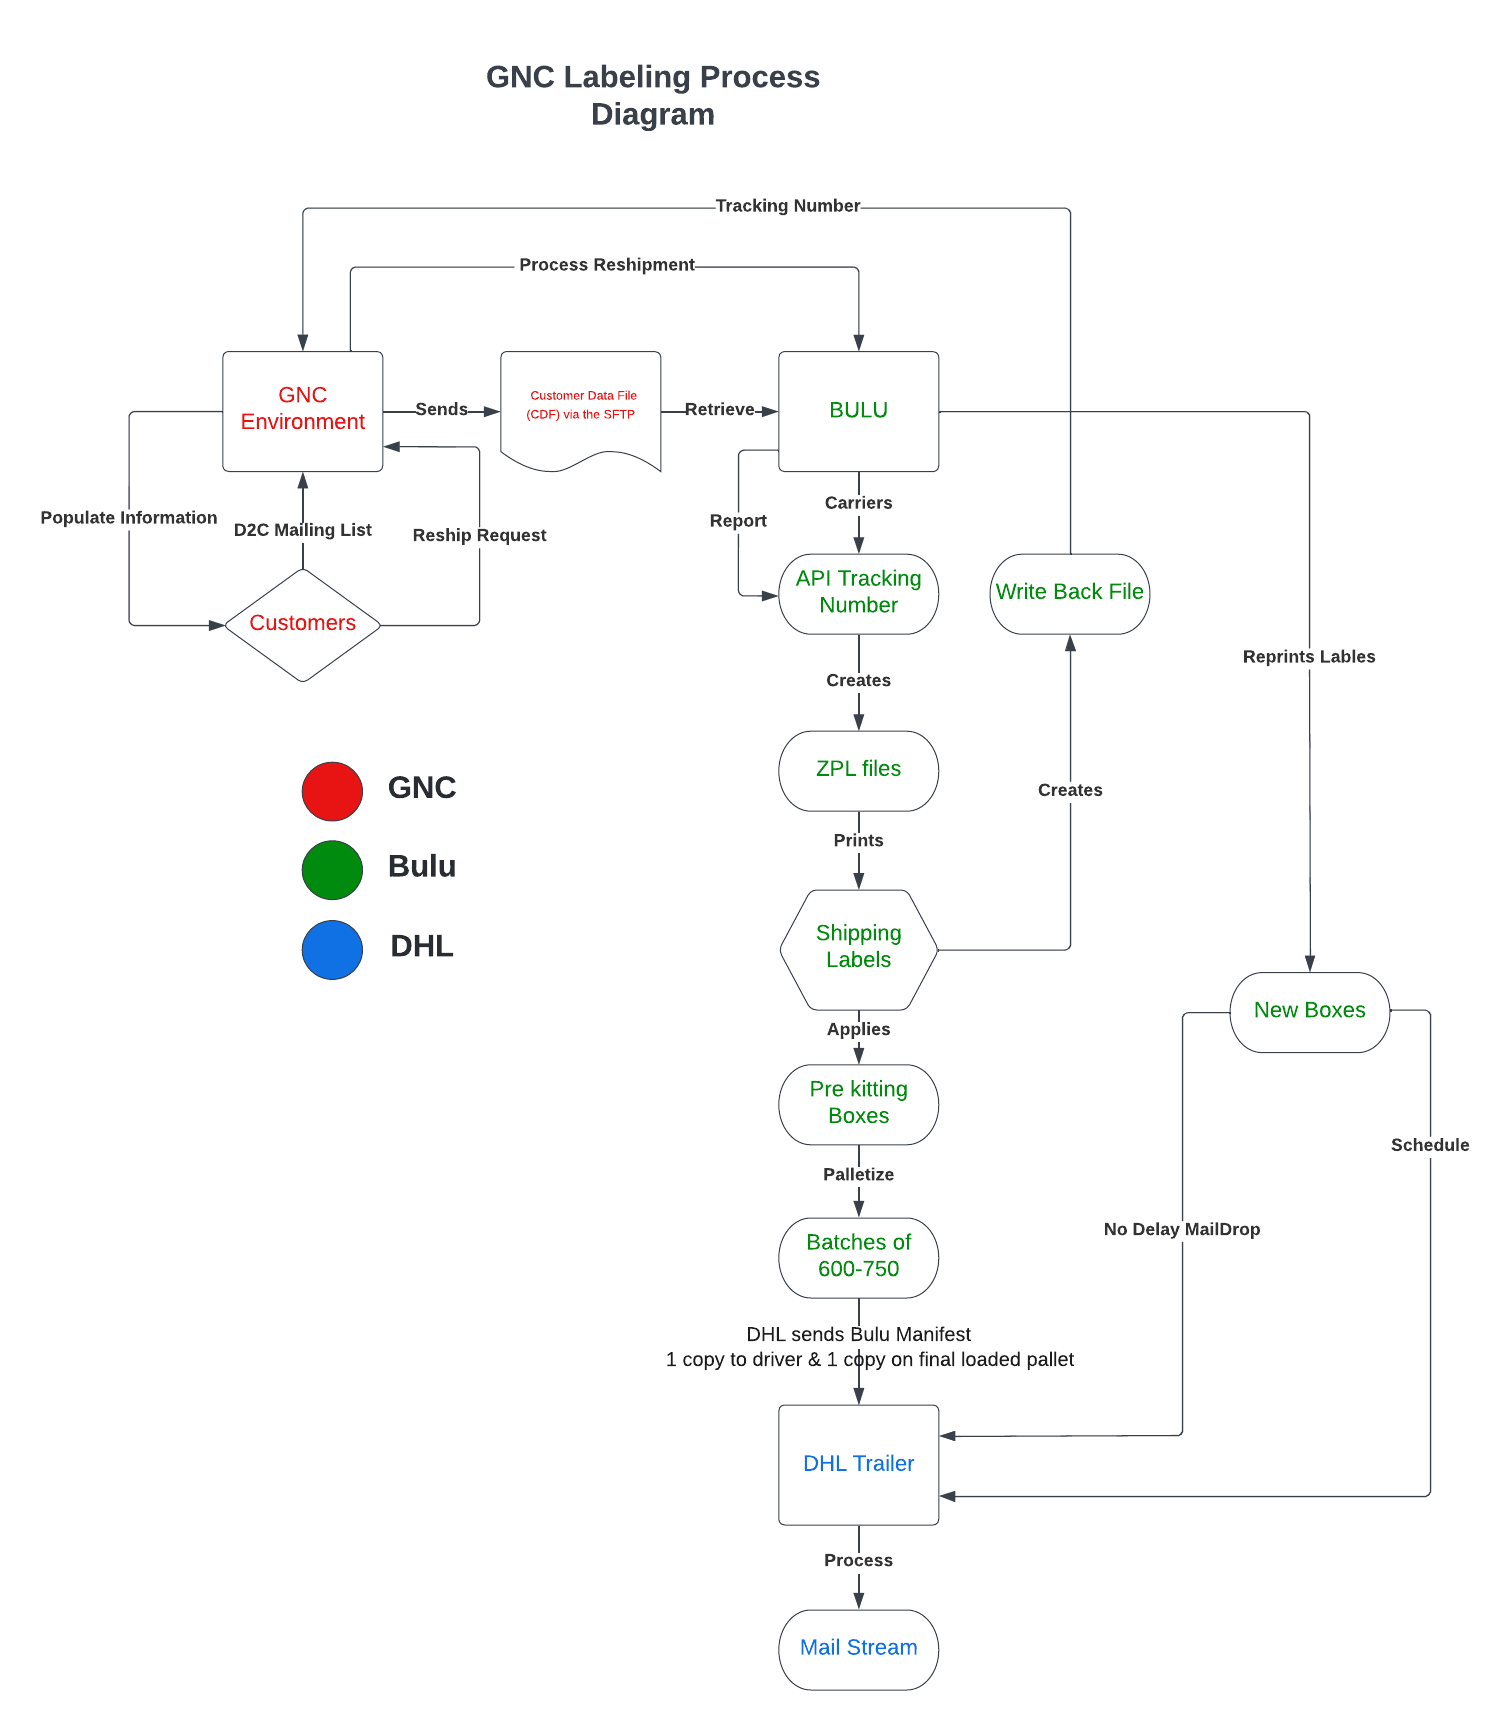 GNC Labeling Process
Diagram
Tracking Number
Process Reshipment
GNC
Environment
Sends
Customer Data File
(CDF) via the SFTP
Retrieve
BULU
Populate Information
D2C Mailing List
Reship Request
Report
Carriers
API Tracking
Number
Write Back File
Customers
Reprints Lables
Creates
ZPL files
GNC
Creates
Prints
Bulu
Shipping
Labels
DHL
New Boxes
Applies
Pre kitting
Boxes
Schedule
Palletize
No Delay MailDrop
Batches of
600-750
DHL sends Bulu Manifest
1 copy to driver & 1 copy on final loaded pallet
DHL Trailer
Process
Mail Stream